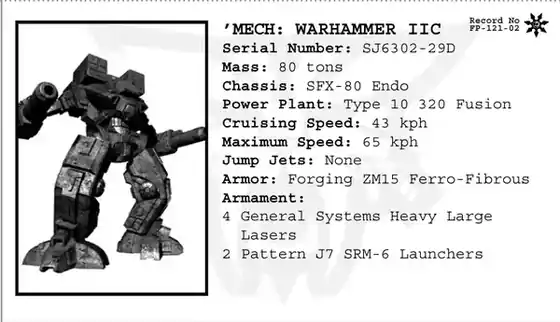 'MECH: WARHAMMER IIC
Record No
FP-121-02
Serial Number: SJ6302-29D
Mass: 80 tons
Chassis: SFX-80 Endo
Power Plant: Type 10 320 Fusion
Cruising Speed: 43 kph
Maximum Speed: 65 kph
Jump Jets: None
Armor: Forging ZM15 Ferro-Fibrous
Armament:
4 General Systems Heavy Large
Lasers
2 Pattern J7 SRM-6 Launchers